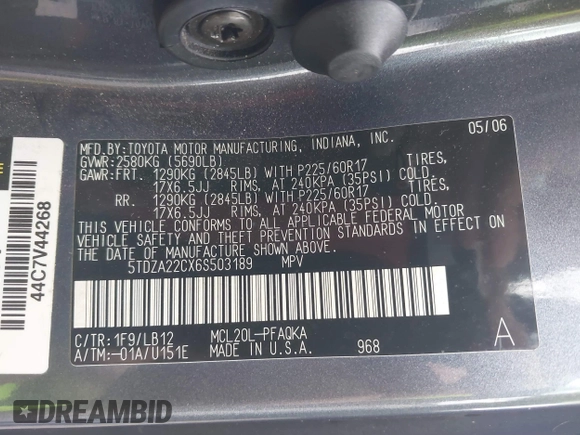 05/06
MFD.BY:TOYOTA MOTOR MANUFACTURING, INDIANA, INC.
GVWR: 2580KG (5690LB)
GAWR: FRT. 1290KG (2845LB) WITH P225/60R17 TIRES,
17X6.5JJ RIMS, AT 240KPA (35PSI) COLD.
RR. 1290KG (2845LB) WITH P225/60R17 TIRES,
17X6.5JJ RIMS, AT 240KPA (35PSI) COLD.
THIS VEHICLE CONFORMS TO ALL APPLICABLE FEDERAL MOTOR
VEHICLE SAFETY AND THEFT PREVENTION STANDARDS IN EFFECT ON
THE DATE OF MANUFACTURE SHOWN ABOVE.
5TDZA22CX6S503189 MPV
C/TR: 1F9/LB12 MCL20L-PFAQKA A
A/TM:-01A/U151E MADE IN U.S.A. 968
44C7V44268
DREAMBID